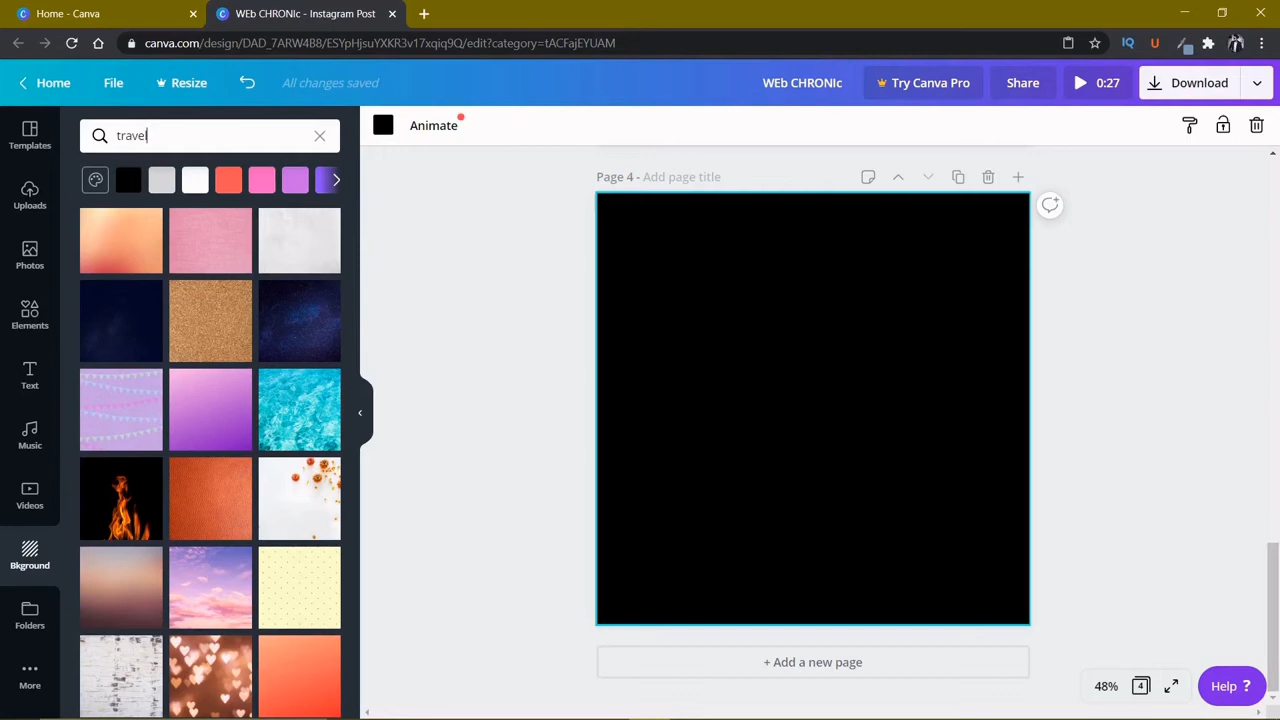 Home - Canva
WEb CHRONIc - Instagram Post
canva.com/design/DAD_7ARW4B8/ESYpHjsuYXKR3v17xqiq9Q/edit?category=tACFajEYUAM
IQ
U
Home
File
Resize
All changes saved
WEb CHRONIc
Try Canva Pro
Share
0:27
Download
Templates
Uploads
Photos
Elements
Text
Music
Videos
Bkground
Folders
More
travel
Animate
Page 4 - Add page title
+ Add a new page
48%
4
Help ?